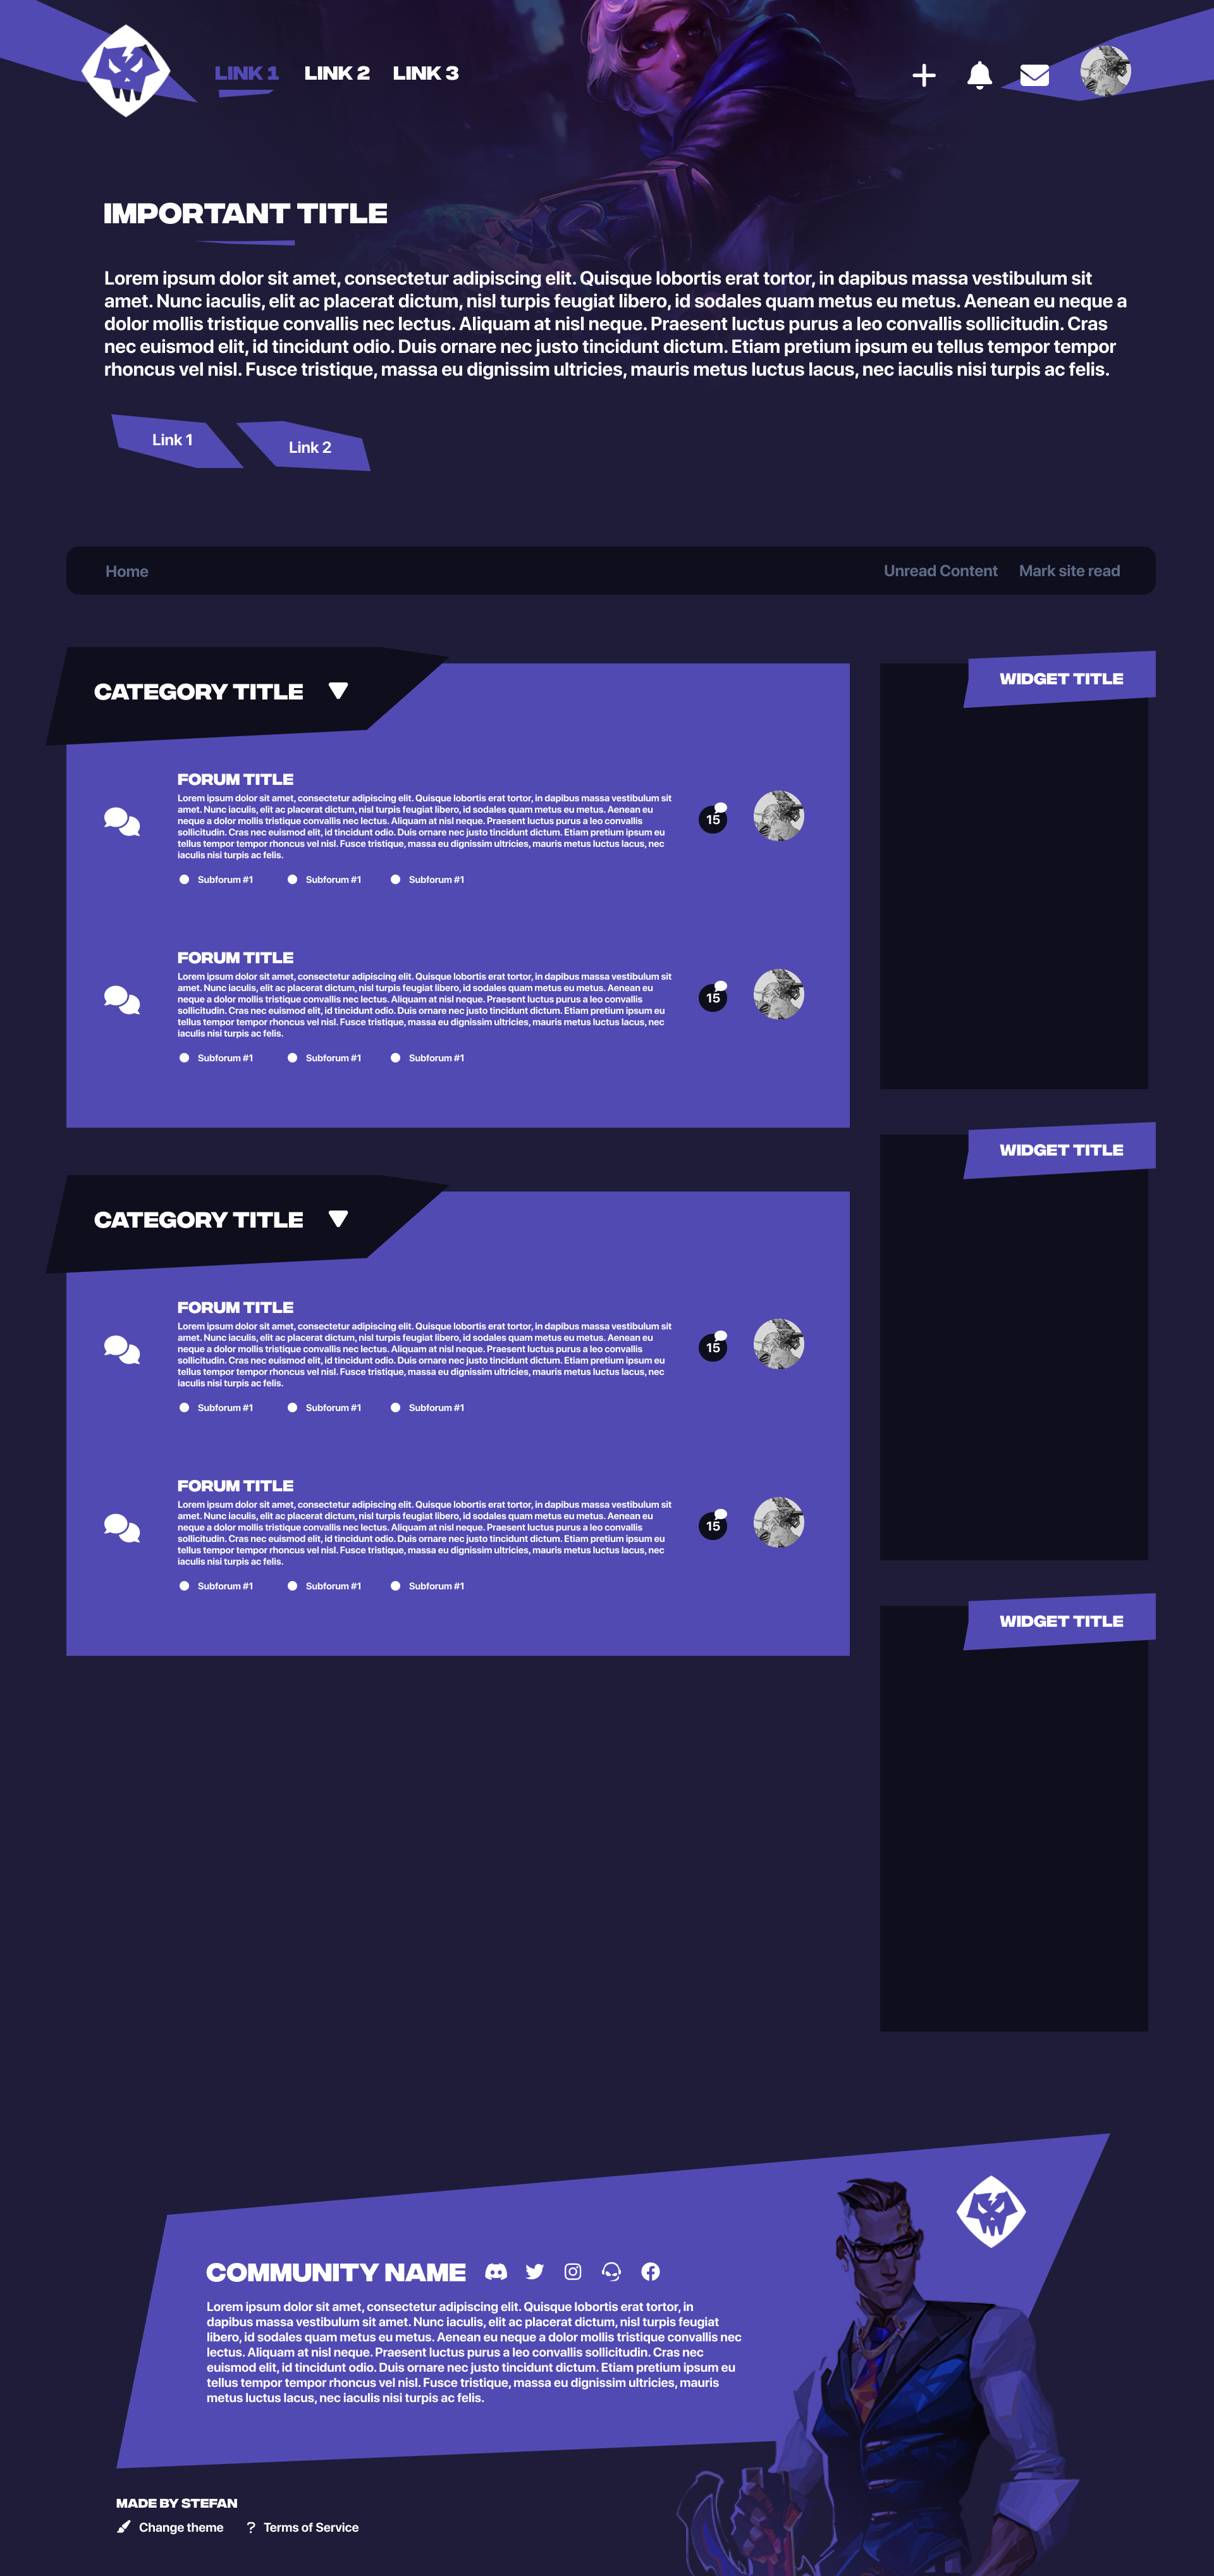 LINK 1 LINK 2 LINK 3
IMPORTANT TITLE
Lorem ipsum dolor sit amet, consectetur adipiscing elit. Quisque lobortis erat tortor, in dapibus massa vestibulum sit
amet. Nunc iaculis, elit ac placerat dictum, nisl turpis feugiat libero, id sodales quam metus eu metus. Aenean eu neque a
dolor mollis tristique convallis nec lectus. Aliquam at nisl neque. Praesent luctus purus a leo convallis sollicitudin. Cras
nec euismod elit, id tincidunt odio. Duis ornare nec justo tincidunt dictum. Etiam pretium ipsum eu tellus tempor tempor
rhoncus vel nisl. Fusce tristique, massa eu dignissim ultricies, mauris metus luctus lacus, nec iaculis nisi turpis ac felis.
Link 1 Link 2
Home Unread Content Mark site read
CATEGORY TITLE
FORUM TITLE
Lorem ipsum dolor sit amet, consectetur adipiscing elit. Quisque lobortis erat tortor, in dapibus massa vestibulum sit
amet. Nunc iaculis, elit ac placerat dictum, nisl turpis feugiat libero, id sodales quam metus eu metus. Aenean eu
neque a dolor mollis tristique convallis nec lectus. Aliquam at nisl neque. Praesent luctus purus a leo convallis
sollicitudin. Cras nec euismod elit, id tincidunt odio. Duis ornare nec justo tincidunt dictum. Etiam pretium ipsum eu
tellus tempor tempor rhoncus vel nisl. Fusce tristique, massa eu dignissim ultricies, mauris metus luctus lacus, nec
iaculis nisi turpis ac felis.
15
Subforum #1 Subforum #1 Subforum #1
FORUM TITLE
Lorem ipsum dolor sit amet, consectetur adipiscing elit. Quisque lobortis erat tortor, in dapibus massa vestibulum sit
amet. Nunc iaculis, elit ac placerat dictum, nisl turpis feugiat libero, id sodales quam metus eu metus. Aenean eu
neque a dolor mollis tristique convallis nec lectus. Aliquam at nisl neque. Praesent luctus purus a leo convallis
sollicitudin. Cras nec euismod elit, id tincidunt odio. Duis ornare nec justo tincidunt dictum. Etiam pretium ipsum eu
tellus tempor tempor rhoncus vel nisl. Fusce tristique, massa eu dignissim ultricies, mauris metus luctus lacus, nec
iaculis nisi turpis ac felis.
15
Subforum #1 Subforum #1 Subforum #1
CATEGORY TITLE
FORUM TITLE
Lorem ipsum dolor sit amet, consectetur adipiscing elit. Quisque lobortis erat tortor, in dapibus massa vestibulum sit
amet. Nunc iaculis, elit ac placerat dictum, nisl turpis feugiat libero, id sodales quam metus eu metus. Aenean eu
neque a dolor mollis tristique convallis nec lectus. Aliquam at nisl neque. Praesent luctus purus a leo convallis
sollicitudin. Cras nec euismod elit, id tincidunt odio. Duis ornare nec justo tincidunt dictum. Etiam pretium ipsum eu
tellus tempor tempor rhoncus vel nisl. Fusce tristique, massa eu dignissim ultricies, mauris metus luctus lacus, nec
iaculis nisi turpis ac felis.
15
Subforum #1 Subforum #1 Subforum #1
FORUM TITLE
Lorem ipsum dolor sit amet, consectetur adipiscing elit. Quisque lobortis erat tortor, in dapibus massa vestibulum sit
amet. Nunc iaculis, elit ac placerat dictum, nisl turpis feugiat libero, id sodales quam metus eu metus. Aenean eu
neque a dolor mollis tristique convallis nec lectus. Aliquam at nisl neque. Praesent luctus purus a leo convallis
sollicitudin. Cras nec euismod elit, id tincidunt odio. Duis ornare nec justo tincidunt dictum. Etiam pretium ipsum eu
tellus tempor tempor rhoncus vel nisl. Fusce tristique, massa eu dignissim ultricies, mauris metus luctus lacus, nec
iaculis nisi turpis ac felis.
15
Subforum #1 Subforum #1 Subforum #1
WIDGET TITLE
WIDGET TITLE
WIDGET TITLE
COMMUNITY NAME
Lorem ipsum dolor sit amet, consectetur adipiscing elit. Quisque lobortis erat tortor, in
dapibus massa vestibulum sit amet. Nunc iaculis, elit ac placerat dictum, nisl turpis feugiat
libero, id sodales quam metus eu metus. Aenean eu neque a dolor mollis tristique convallis nec
lectus. Aliquam at nisl neque. Praesent luctus purus a leo convallis sollicitudin. Cras nec
euismod elit, id tincidunt odio. Duis ornare nec justo tincidunt dictum. Etiam pretium ipsum eu
tellus tempor tempor rhoncus vel nisl. Fusce tristique, massa eu dignissim ultricies, mauris
metus luctus lacus, nec iaculis nisi turpis ac felis.
MADE BY STEFAN
Change theme ? Terms of Service